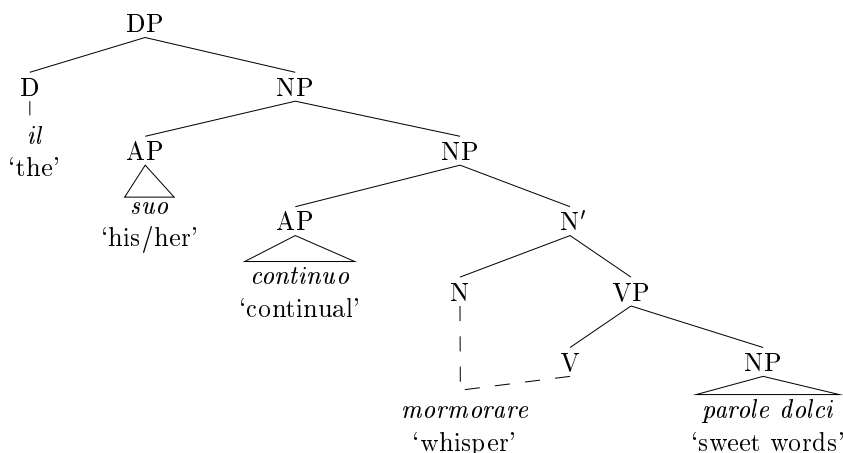 DP
D NP
il
‘the’
AP NP
suo
‘his/her’
AP N′
continuo
‘continual’
N VP
V NP
mormorare parole dolci
‘whisper’ ‘sweet words’